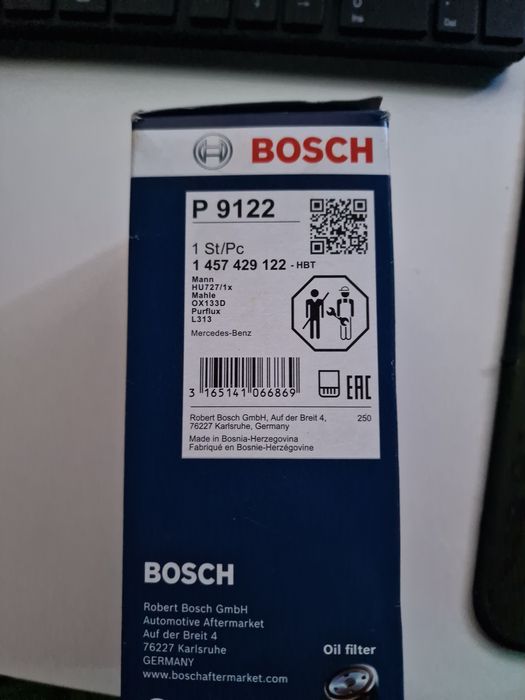 BOSCH
P 9122
1 St/Pc
1 457 429 122 - HBT
Mann
HU727/1x
Mahle
OX133D
Purflux
L313
Mercedes-Benz
3 165141 066869
EAC
Robert Bosch GmbH, Auf der Breit 4,
76227 Karlsruhe, Germany
250
Made in Bosnia-Herzegovina
Fabriqué en Bosnie-Herzégovine
BOSCH
Robert Bosch GmbH
Automotive Aftermarket
Auf der Breit 4
76227 Karlsruhe
GERMANY
www.boschaftermarket.com
Oil filter